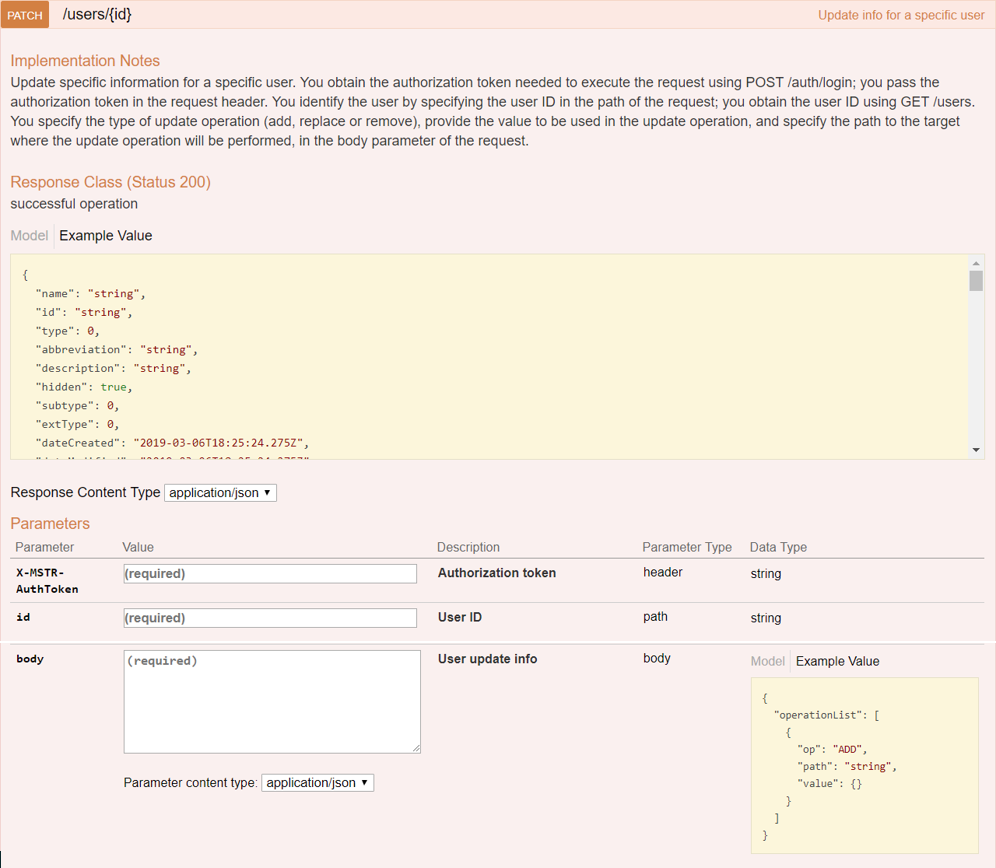 PATCH /users/{id} Update info for a specific user
Implementation Notes
Update specific information for a specific user. You obtain the authorization token needed to execute the request using POST /auth/login; you pass the
authorization token in the request header. You identify the user by specifying the user ID in the path of the request; you obtain the user ID using GET /users.
You specify the type of update operation (add, replace or remove), provide the value to be used in the update operation, and specify the path to the target
where the update operation will be performed, in the body parameter of the request.
Response Class (Status 200)
successful operation
Model Example Value
{
"name": "string",
"id": "string",
"type": 0,
"abbreviation": "string",
"description": "string",
"hidden": true,
"subtype": 0,
"extType": 0,
"dateCreated": "2019-03-06T18:25:24.275Z",
Response Content Type application/json
Parameters
Parameter Value Description Parameter Type Data Type
X-MSTR-
AuthToken (required) Authorization token header string
id (required) User ID path string
body (required) User update info body Model Example Value
{
"operationList": [
{
"op": "ADD",
"path": "string",
"value": {}
}
]
}
Parameter content type: application/json